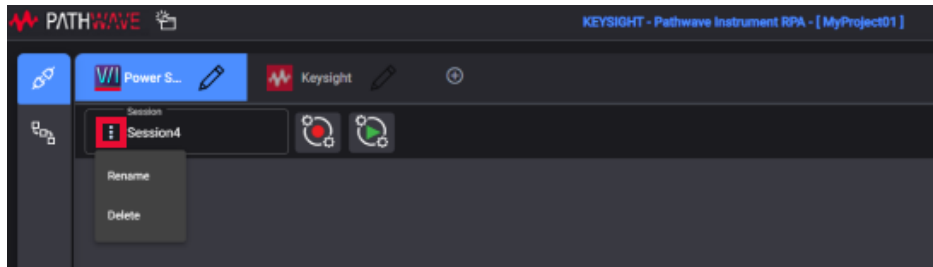 PATHWAVE
KEYSIGHT - Pathwave Instrument RPA - [ MyProject01 ]
Power S...
Keysight
Session
Session4
Rename
Delete